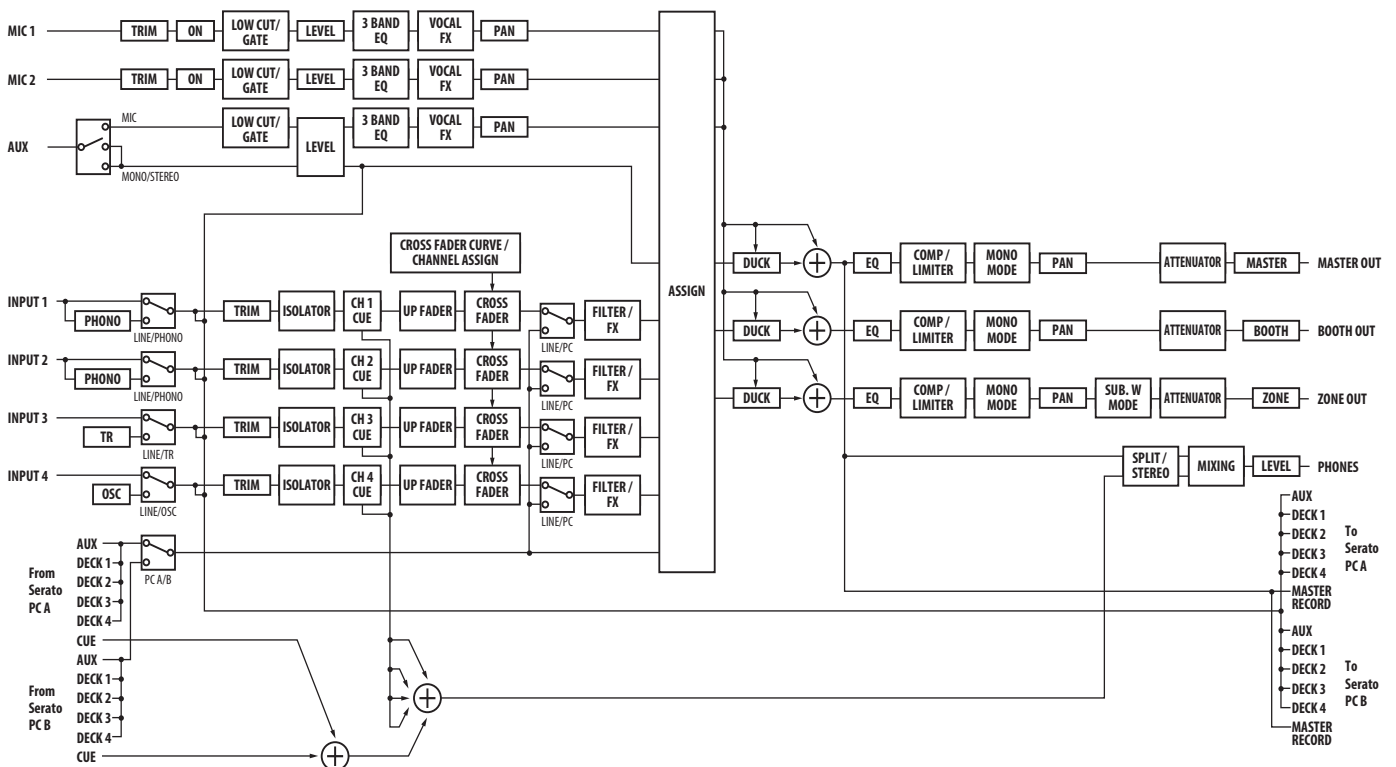 MIC 1
TRIM
ON
LOW CUT/
GATE
LEVEL
3 BAND
EQ
VOCAL
FX
PAN
MIC 2
TRIM
ON
LOW CUT/
GATE
LEVEL
3 BAND
EQ
VOCAL
FX
PAN
AUX
MIC
MONO/STEREO
LOW CUT/
GATE
LEVEL
3 BAND
EQ
VOCAL
FX
PAN
CROSS FADER CURVE /
CHANNEL ASSIGN
INPUT 1
PHONO
LINE/PHONO
TRIM
ISOLATOR
CH 1
CUE
UP FADER
CROSS
FADER
LINE/PC
FILTER /
FX
INPUT 2
PHONO
LINE/PHONO
TRIM
ISOLATOR
CH 2
CUE
UP FADER
CROSS
FADER
LINE/PC
FILTER /
FX
INPUT 3
TR
LINE/TR
TRIM
ISOLATOR
CH 3
CUE
UP FADER
CROSS
FADER
LINE/PC
FILTER /
FX
INPUT 4
OSC
LINE/OSC
TRIM
ISOLATOR
CH 4
CUE
UP FADER
CROSS
FADER
LINE/PC
FILTER /
FX
From
Serato
PC A
AUX
DECK 1
DECK 2
DECK 3
DECK 4
CUE
PC A/B
From
Serato
PC B
AUX
DECK 1
DECK 2
DECK 3
DECK 4
CUE
ASSIGN
DUCK
EQ
COMP /
LIMITER
MONO
MODE
PAN
ATTENUATOR
MASTER
MASTER OUT
DUCK
EQ
COMP /
LIMITER
MONO
MODE
PAN
ATTENUATOR
BOOTH
BOOTH OUT
DUCK
EQ
COMP /
LIMITER
MONO
MODE
PAN
SUB. W
MODE
ATTENUATOR
ZONE
ZONE OUT
SPLIT /
STEREO
MIXING
LEVEL
PHONES
AUX
DECK 1
DECK 2
DECK 3
DECK 4
MASTER
RECORD
To
Serato
PC A
AUX
DECK 1
DECK 2
DECK 3
DECK 4
MASTER
RECORD
To
Serato
PC B